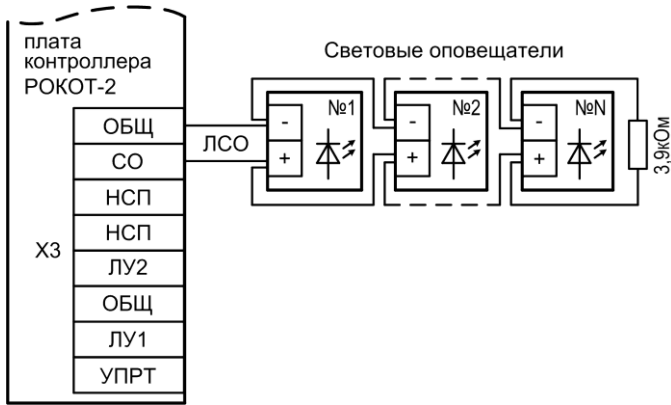 плата
контроллера
РОКОТ-2
Световые оповещатели
ОБЩ
СО
НСП
НСП
ЛУ2
ОБЩ
ЛУ1
УПРТ
Х3
ЛСО
№1
-
+
№2
-
+
№N
-
+
3,9кОм